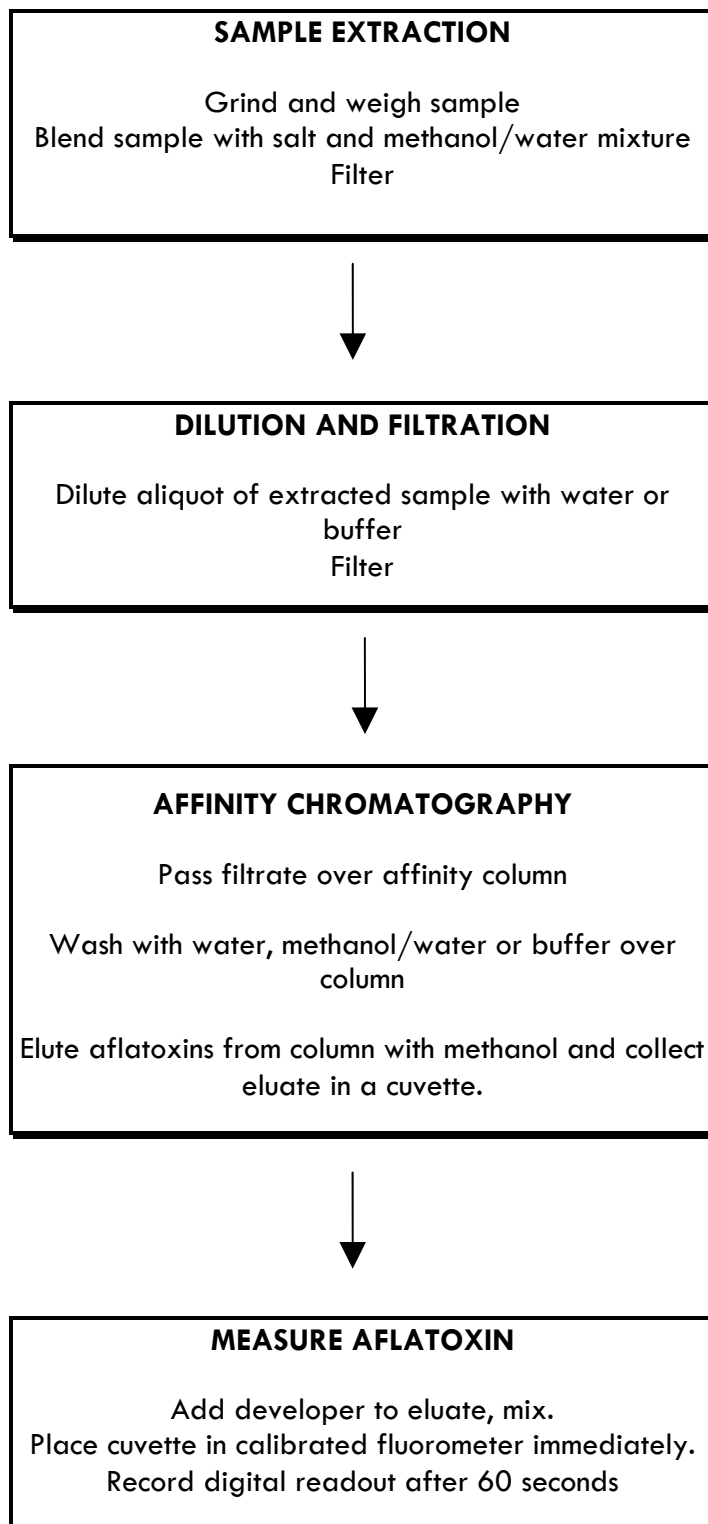 SAMPLE EXTRACTION
Grind and weigh sample
Blend sample with salt and methanol/water mixture
Filter
DILUTION AND FILTRATION
Dilute aliquot of extracted sample with water or
buffer
Filter
AFFINITY CHROMATOGRAPHY
Pass filtrate over affinity column
Wash with water, methanol/water or buffer over
column
Elute aflatoxins from column with methanol and collect
eluate in a cuvette.
MEASURE AFLATOXIN
Add developer to eluate, mix.
Place cuvette in calibrated fluorometer immediately.
Record digital readout after 60 seconds